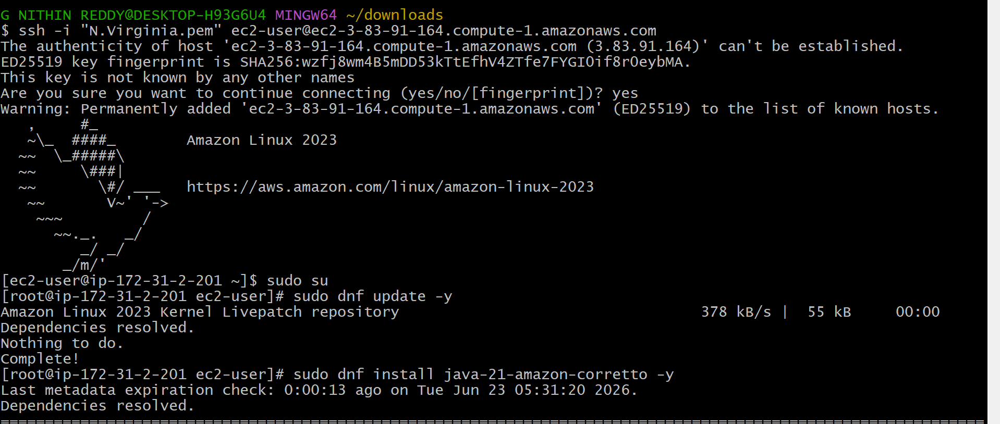 G NITHIN REDDY@DESKTOP-H93G6U4 MINGW64 ~/downloads
$ ssh -i "N.Virginia.pem" ec2-user@ec2-3-83-91-164.compute-1.amazonaws.com
The authenticity of host 'ec2-3-83-91-164.compute-1.amazonaws.com (3.83.91.164)' can't be established.
ED25519 key fingerprint is SHA256:wzfj8wm4B5mDD53kTtEfhV4ZTfe7FYGIOif8rOeybMA.
This key is not known by any other names
Are you sure you want to continue connecting (yes/no/[fingerprint])? yes
Warning: Permanently added 'ec2-3-83-91-164.compute-1.amazonaws.com' (ED25519) to the list of known hosts.
   ,     #_
   ~\_  ####_        Amazon Linux 2023
  ~~  \_#####\
  ~~     \###|
  ~~       \#/ ___   https://aws.amazon.com/linux/amazon-linux-2023
   ~~       V~' '->
    ~~~         /
      ~~._.   _/
         _/ _/
       _/m/'
[ec2-user@ip-172-31-2-201 ~]$ sudo su
[root@ip-172-31-2-201 ec2-user]# sudo dnf update -y
Amazon Linux 2023 Kernel Livepatch repository                                  378 kB/s |  55 kB     00:00
Dependencies resolved.
Nothing to do.
Complete!
[root@ip-172-31-2-201 ec2-user]# sudo dnf install java-21-amazon-corretto -y
Last metadata expiration check: 0:00:13 ago on Tue Jun 23 05:31:20 2026.
Dependencies resolved.
===============================================================================================================